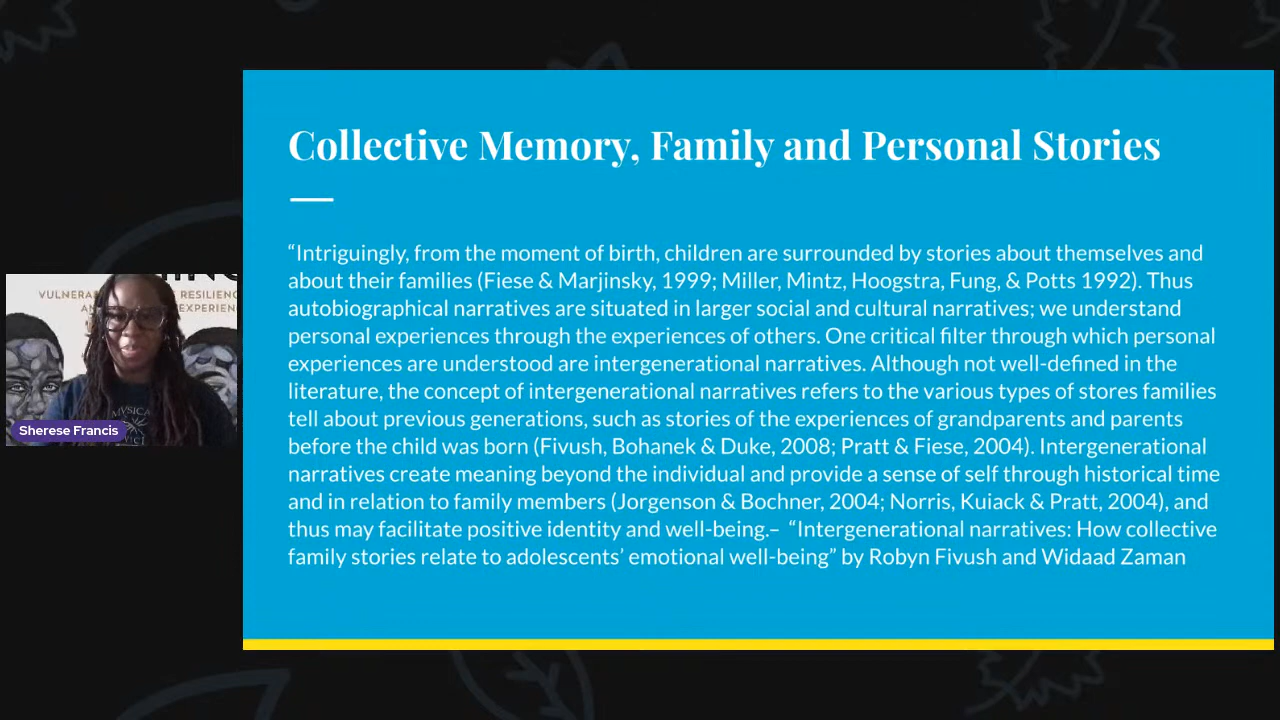 Collective Memory, Family and Personal Stories
“Intriguingly, from the moment of birth, children are surrounded by stories about themselves and
about their families (Fiese & Marjinsky, 1999; Miller, Mintz, Hoogstra, Fung, & Potts 1992). Thus
autobiographical narratives are situated in larger social and cultural narratives; we understand
personal experiences through the experiences of others. One critical filter through which personal
experiences are understood are intergenerational narratives. Although not well-defined in the
literature, the concept of intergenerational narratives refers to the various types of stores families
tell about previous generations, such as stories of the experiences of grandparents and parents
before the child was born (Fivush, Bohanek & Duke, 2008; Pratt & Fiese, 2004). Intergenerational
narratives create meaning beyond the individual and provide a sense of self through historical time
and in relation to family members (Jorgenson & Bochner, 2004; Norris, Kuiack & Pratt, 2004), and
thus may facilitate positive identity and well-being.– “Intergenerational narratives: How collective
family stories relate to adolescents’ emotional well-being” by Robyn Fivush and Widaad Zaman
Sherese Francis